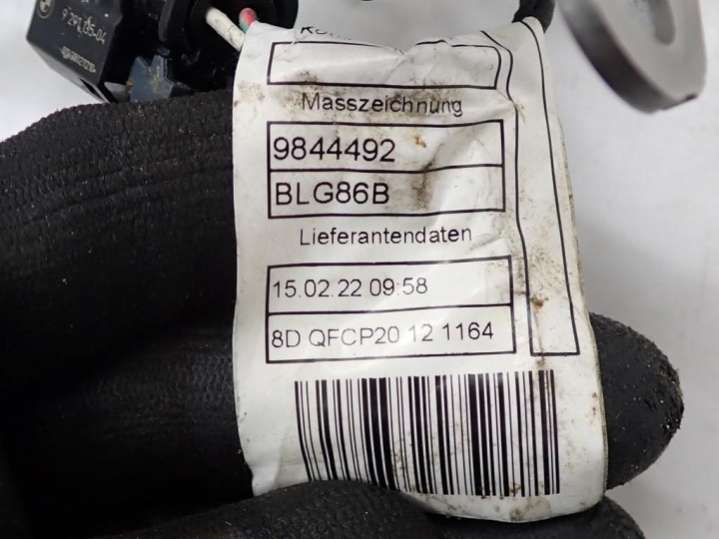 Masszeichnung
9844492
BLG86B
Lieferantendaten
15.02.22 09:58
8D QFCP20 12 1164